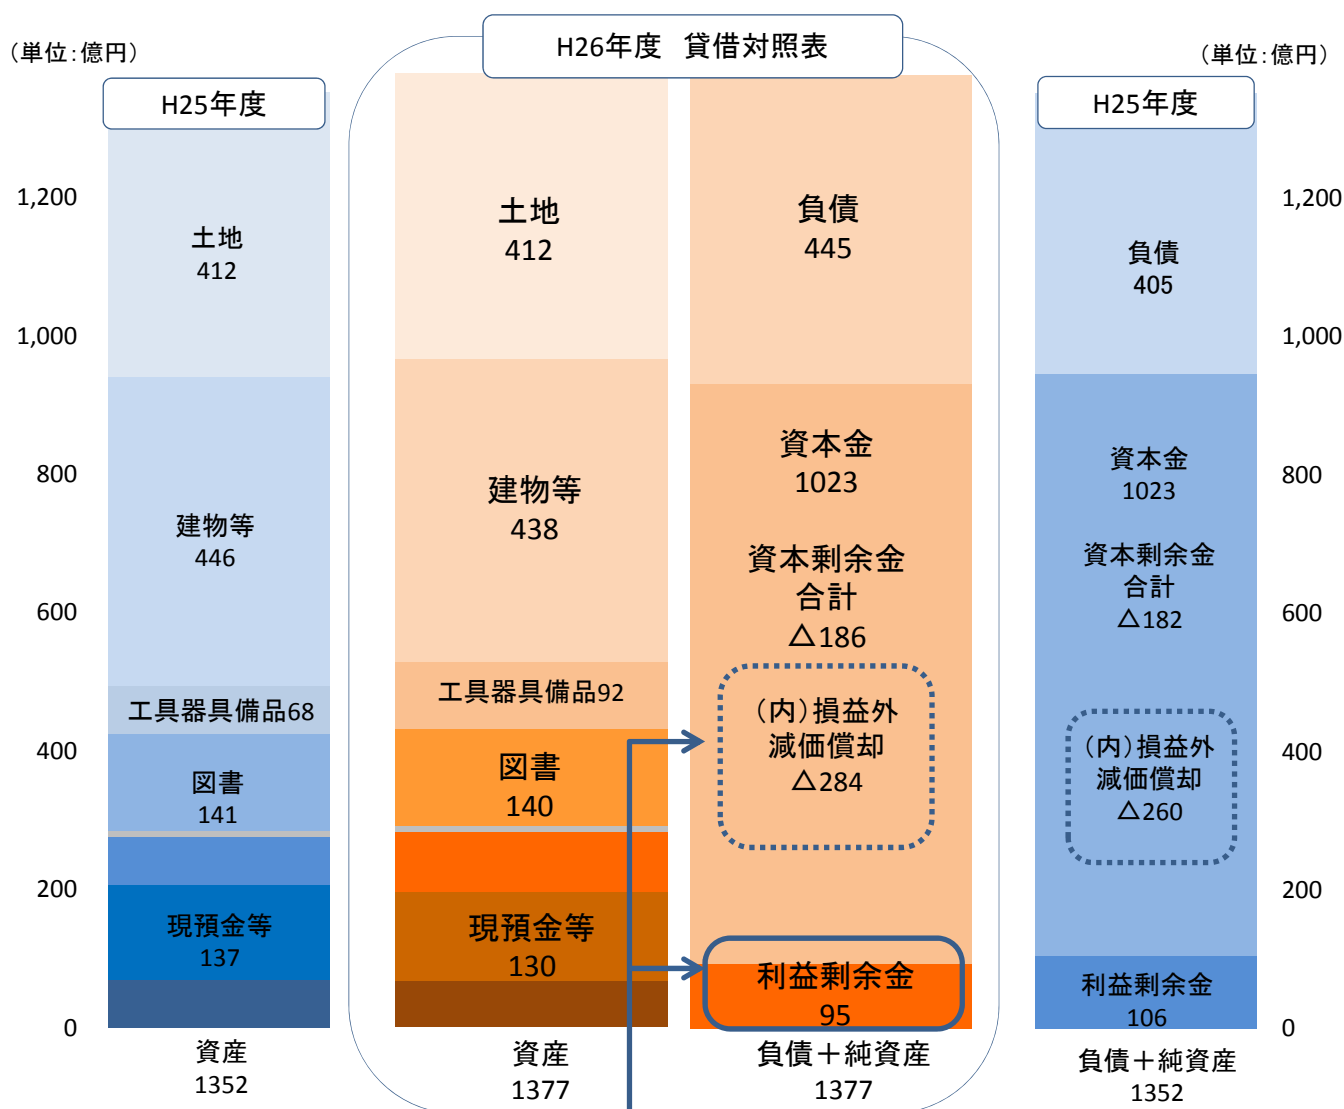 （単位：億円）
H26年度　貸借対照表
（単位：億円）
H25年度
H25年度
1,200
1,000
800
600
400
200
0
土地
412
建物等
446
工具器具備品68
図書
141
現預金等
137
資産
1352
土地
412
建物等
438
工具器具備品92
図書
140
現預金等
130
資産
1377
負債
445
資本金
1023
資本剰余金
合計
△186
（内）損益外
減価償却
△284
利益剰余金
95
負債＋純資産
1377
負債
405
資本金
1023
資本剰余金
合計
△182
（内）損益外
減価償却
△260
利益剰余金
106
負債＋純資産
1352
1,200
1,000
800
600
400
200
0